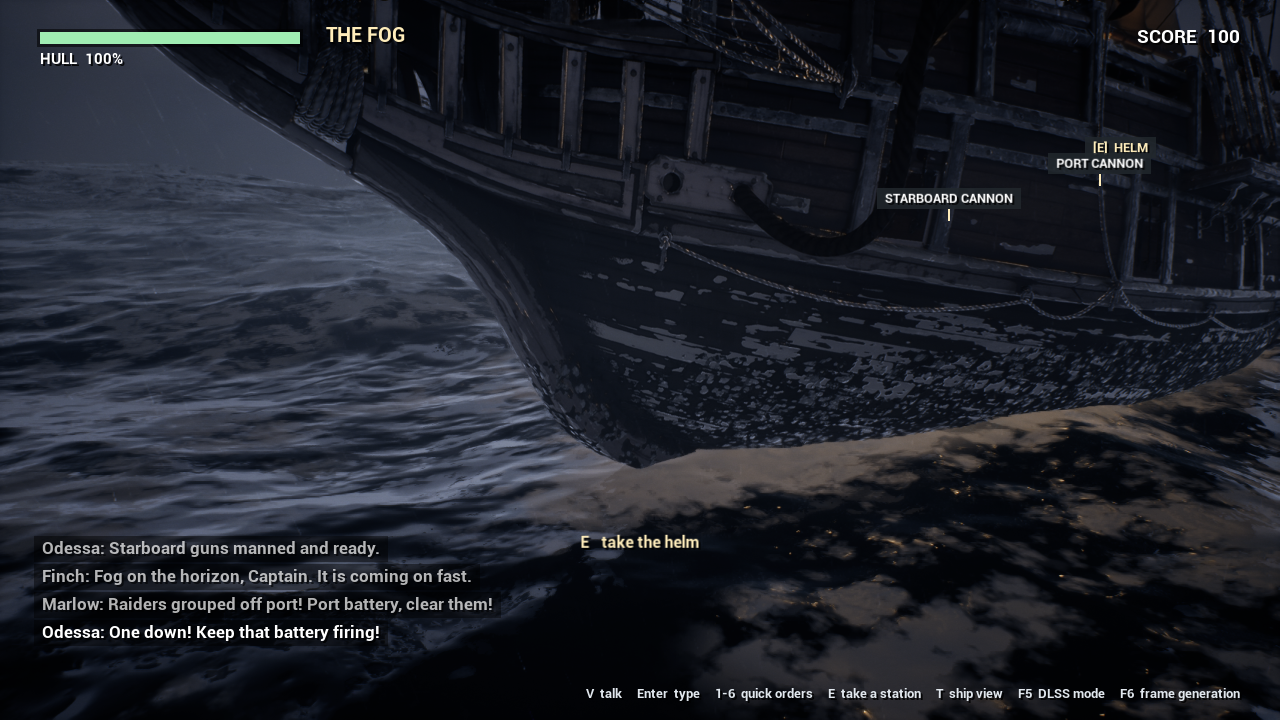 THE FOG
SCORE 100
HULL 100%
[E] HELM
PORT CANNON
STARBOARD CANNON
E take the helm
Odessa: Starboard guns manned and ready.
Finch: Fog on the horizon, Captain. It is coming on fast.
Marlow: Raiders grouped off port! Port battery, clear them!
Odessa: One down! Keep that battery firing!
V talk Enter type 1-6 quick orders E take a station T ship view F5 DLSS mode F6 frame generation